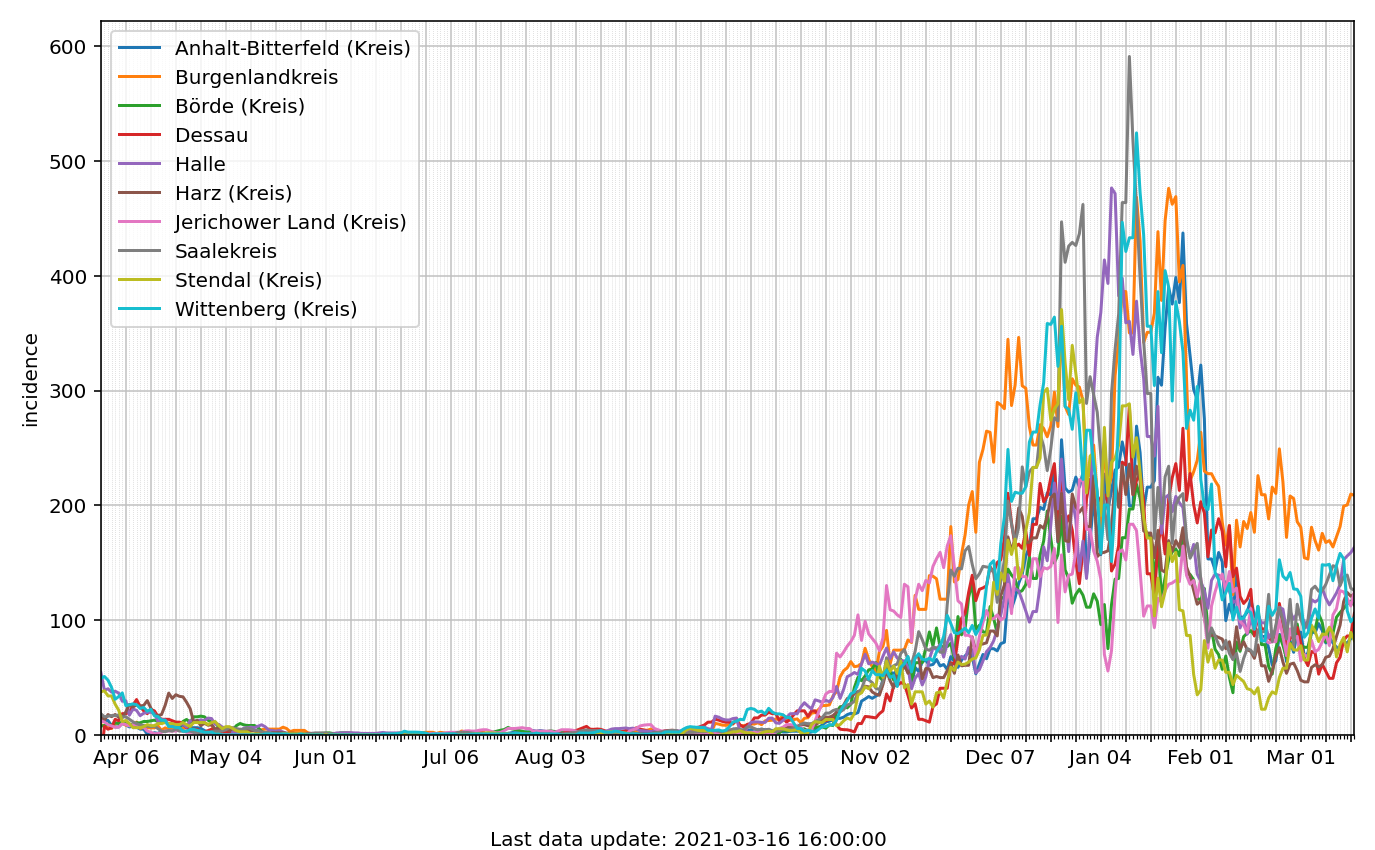 600
500
400
300
200
100
0
incidence
Anhalt-Bitterfeld (Kreis)
Burgenlandkreis
Börde (Kreis)
Dessau
Halle
Harz (Kreis)
Jerichower Land (Kreis)
Saalekreis
Stendal (Kreis)
Wittenberg (Kreis)
Apr 06 May 04 Jun 01 Jul 06 Aug 03 Sep 07 Oct 05 Nov 02 Dec 07 Jan 04 Feb 01 Mar 01
Last data update: 2021-03-16 16:00:00